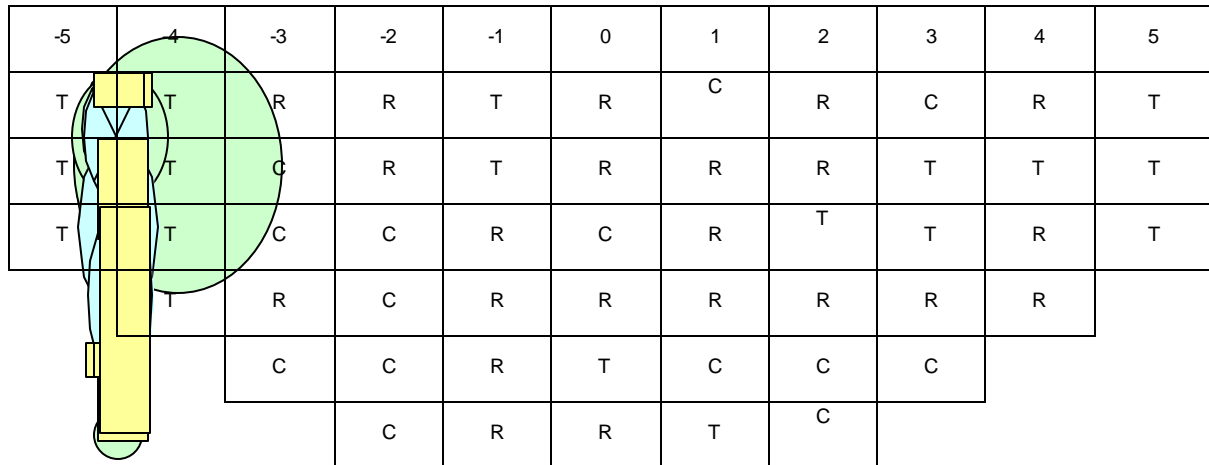 -5 -4 -3 -2 -1 0 1 2 3 4 5
T T R R T R C R C R T
T T C R T R R R T T T
T T C C R C R T T R T
T R C R R R R R R
C C R T C C C
C R R T C